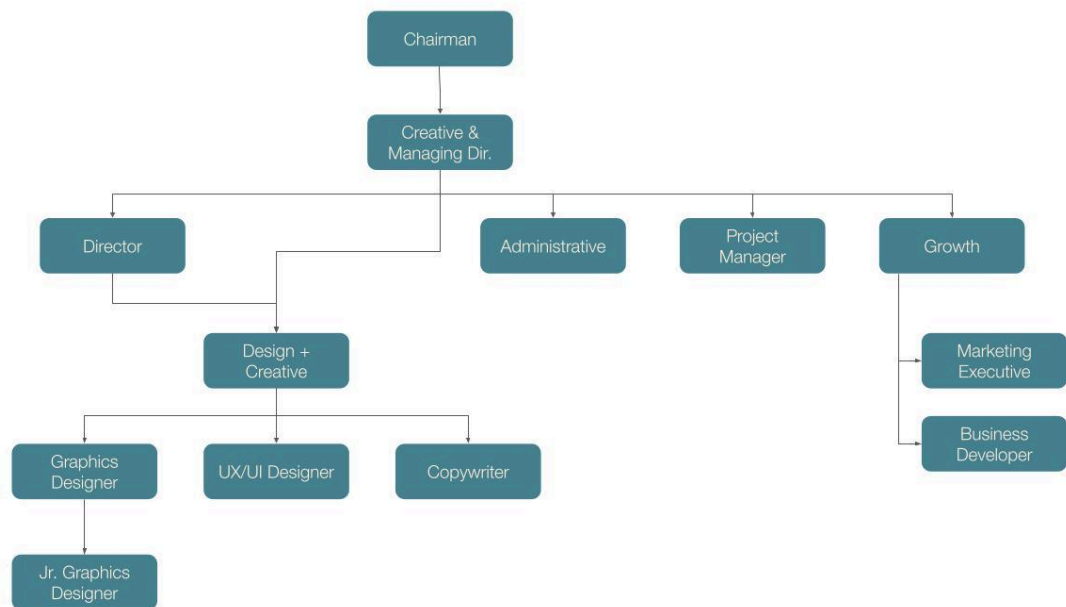 Chairman
Creative &
Managing Dir.
Director
Administrative
Project
Manager
Growth
Design +
Creative
Marketing
Executive
Graphics
Designer
UX/UI Designer
Copywriter
Business
Developer
Jr. Graphics
Designer